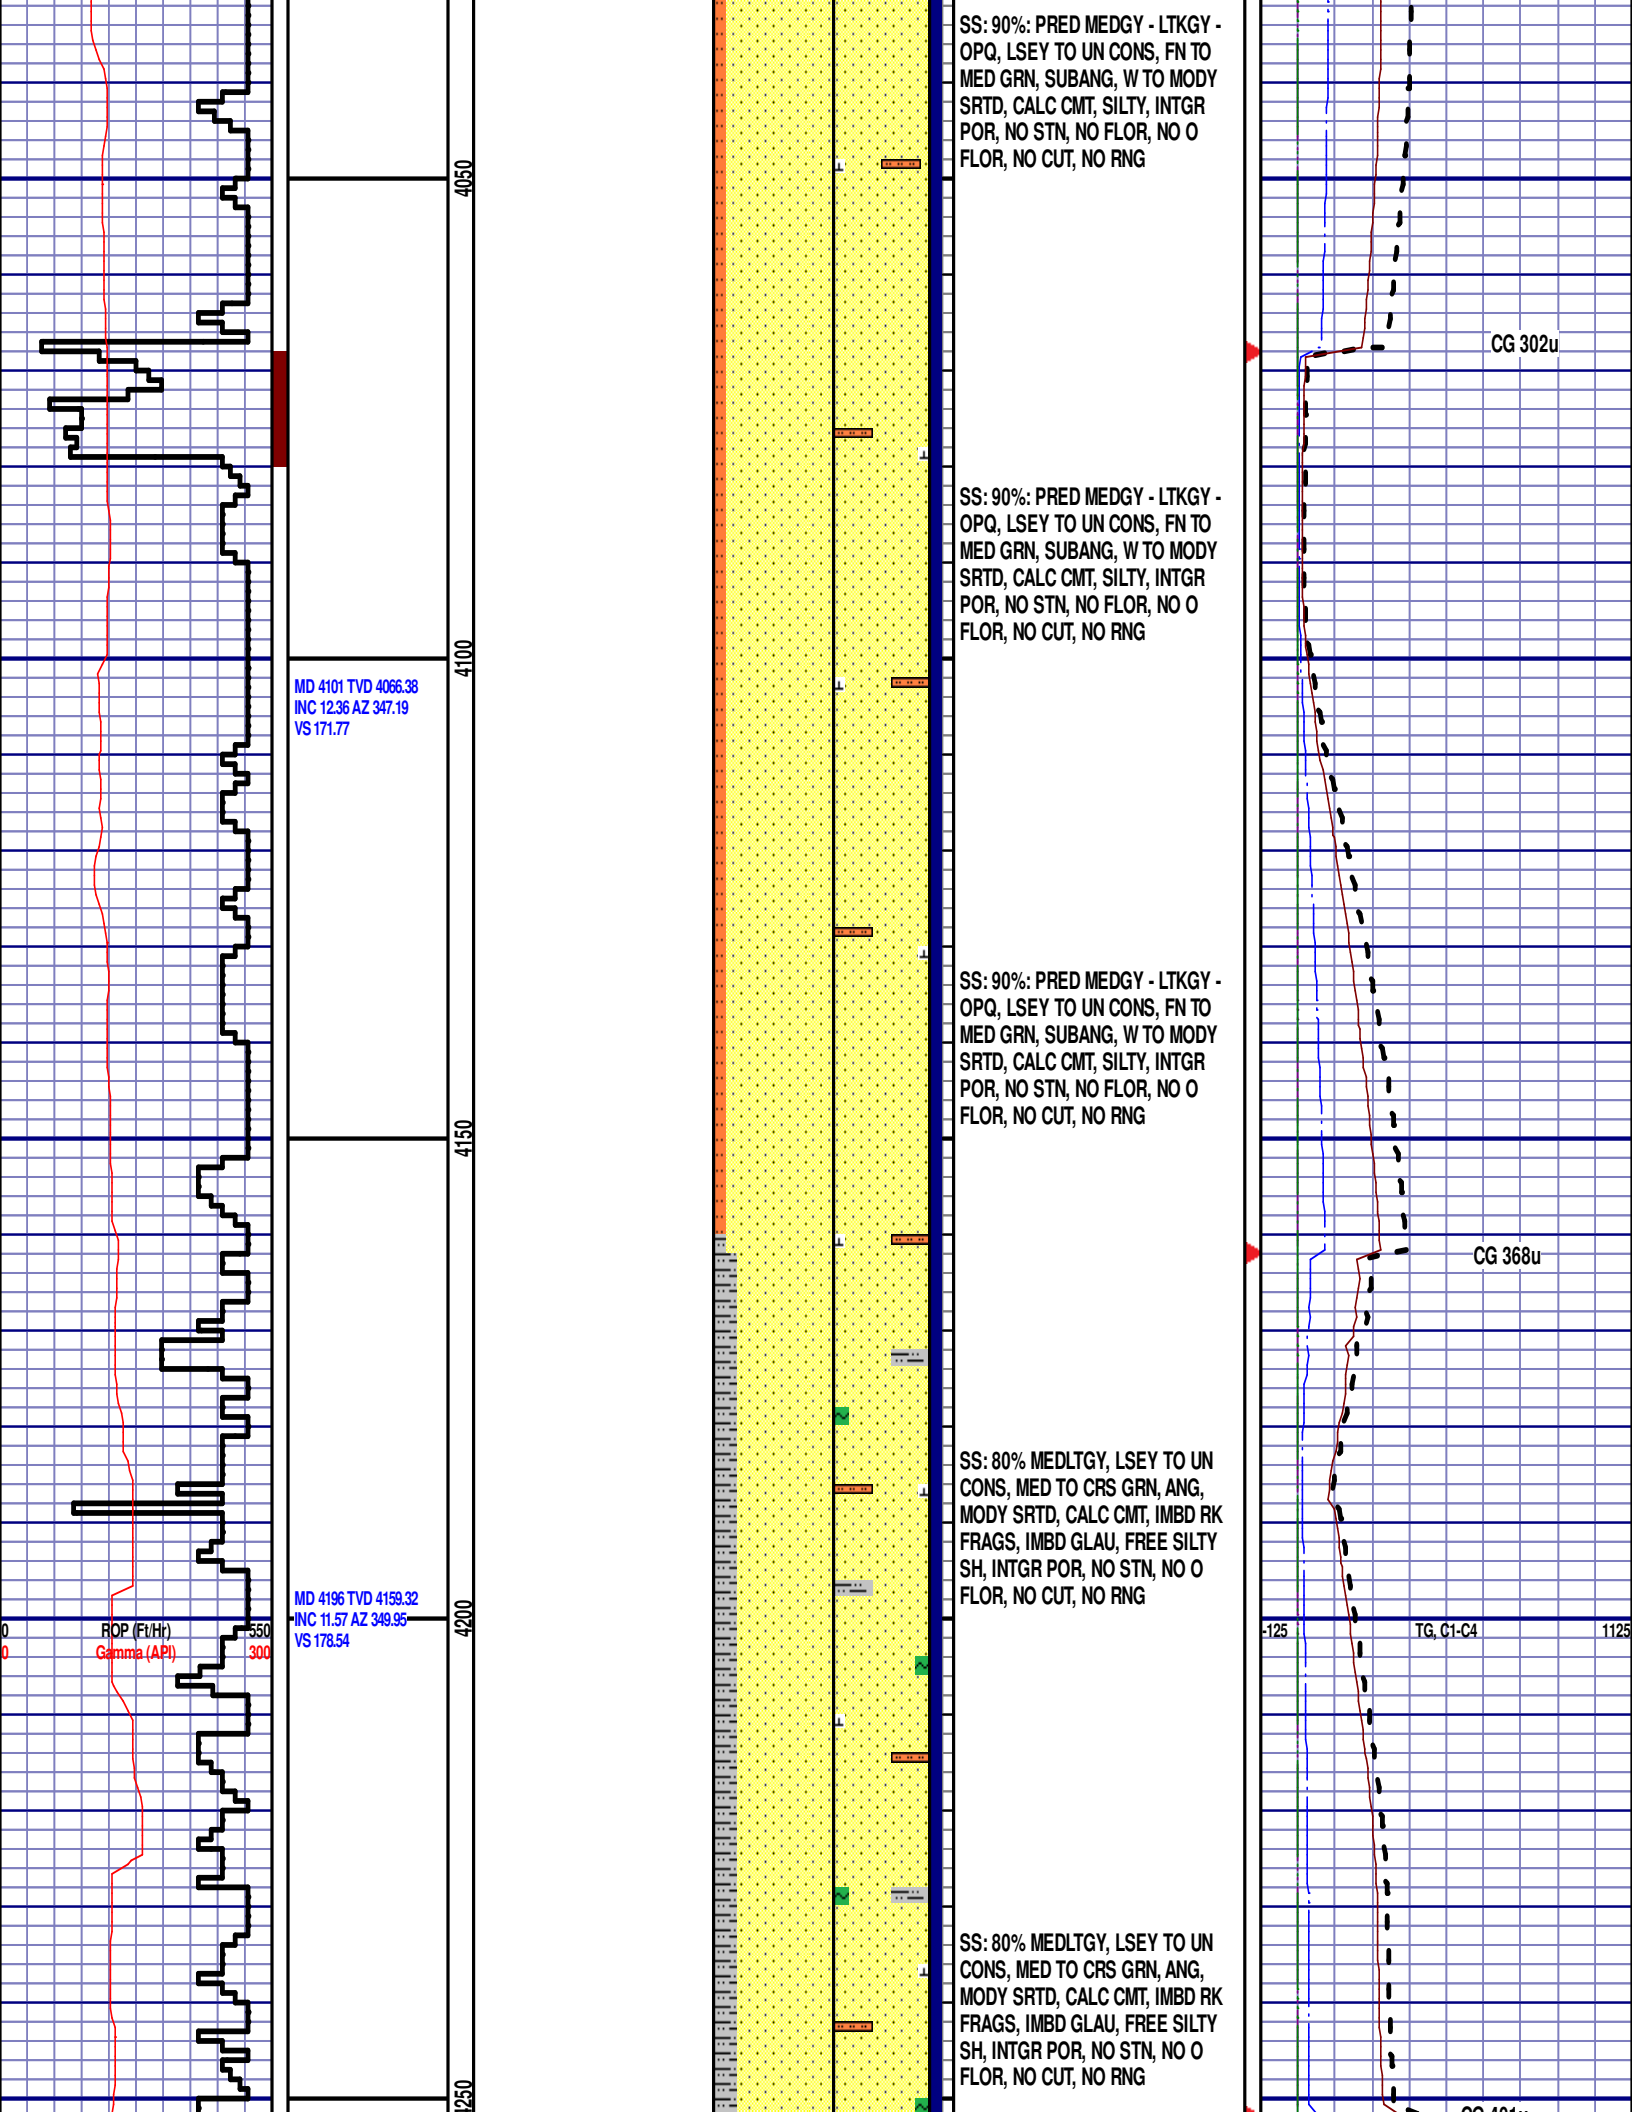 SS: 90%: PRED MEDGY - LTKGY -
OPQ, LSEY TO UN CONS, FN TO
MED GRN, SUBANG, W TO MODY
SRTD, CALC CMT, SILTY, INTGR
POR, NO STN, NO FLOR, NO O
FLOR, NO CUT, NO RNG
4050
CG 302u
SS: 90%: PRED MEDGY - LTKGY -
OPQ, LSEY TO UN CONS, FN TO
MED GRN, SUBANG, W TO MODY
SRTD, CALC CMT, SILTY, INTGR
POR, NO STN, NO FLOR, NO O
FLOR, NO CUT, NO RNG
4100
MD 4101 TVD 4066.38
INC 12.36 AZ 347.19
VS 171.77
SS: 90%: PRED MEDGY - LTKGY -
OPQ, LSEY TO UN CONS, FN TO
MED GRN, SUBANG, W TO MODY
SRTD, CALC CMT, SILTY, INTGR
POR, NO STN, NO FLOR, NO O
FLOR, NO CUT, NO RNG
4150
CG 368u
SS: 80% MEDLTGY, LSEY TO UN
CONS, MED TO CRS GRN, ANG,
MODY SRTD, CALC CMT, IMBD RK
FRAGS, IMBD GLAU, FREE SILTY
SH, INTGR POR, NO STN, NO O
FLOR, NO CUT, NO RNG
MD 4196 TVD 4159.32
INC 11.57 AZ 349.95
VS 178.54
4200
0 ROP (Ft/Hr) 550
0 Gamma (API) 300
-125 TG, C1-C4 1125
SS: 80% MEDLTGY, LSEY TO UN
CONS, MED TO CRS GRN, ANG,
MODY SRTD, CALC CMT, IMBD RK
FRAGS, IMBD GLAU, FREE SILTY
SH, INTGR POR, NO STN, NO O
FLOR, NO CUT, NO RNG
4250